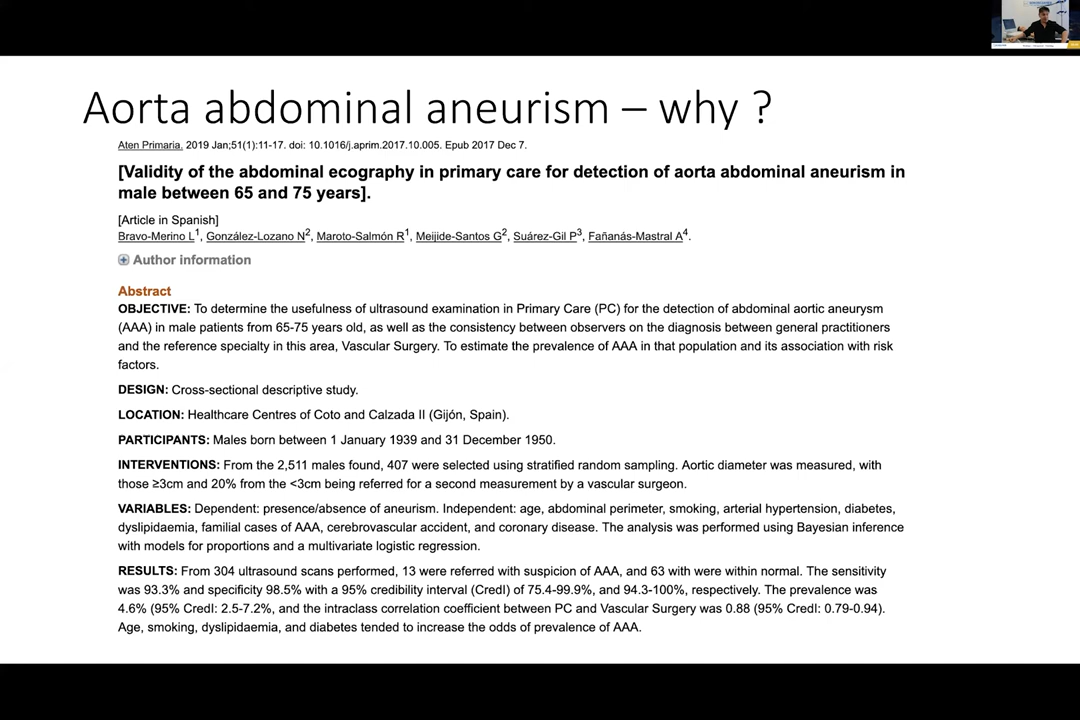 Aorta abdominal aneurism – why ?
Aten Primaria. 2019 Jan;51(1):11-17. doi: 10.1016/j.aprim.2017.10.005. Epub 2017 Dec 7.
[Validity of the abdominal ecography in primary care for detection of aorta abdominal aneurism in
male between 65 and 75 years].
[Article in Spanish]
Bravo-Merino L1, González-Lozano N2, Maroto-Salmón R1, Meijide-Santos G2, Suárez-Gil P3, Fañanás-Mastral A4.
Author information
Abstract
OBJECTIVE: To determine the usefulness of ultrasound examination in Primary Care (PC) for the detection of abdominal aortic aneurysm
(AAA) in male patients from 65-75 years old, as well as the consistency between observers on the diagnosis between general practitioners
and the reference specialty in this area, Vascular Surgery. To estimate the prevalence of AAA in that population and its association with risk
factors.
DESIGN: Cross-sectional descriptive study.
LOCATION: Healthcare Centres of Coto and Calzada II (Gijón, Spain).
PARTICIPANTS: Males born between 1 January 1939 and 31 December 1950.
INTERVENTIONS: From the 2,511 males found, 407 were selected using stratified random sampling. Aortic diameter was measured, with
those ≥3cm and 20% from the <3cm being referred for a second measurement by a vascular surgeon.
VARIABLES: Dependent: presence/absence of aneurism. Independent: age, abdominal perimeter, smoking, arterial hypertension, diabetes,
dyslipidaemia, familial cases of AAA, cerebrovascular accident, and coronary disease. The analysis was performed using Bayesian inference
with models for proportions and a multivariate logistic regression.
RESULTS: From 304 ultrasound scans performed, 13 were referred with suspicion of AAA, and 63 with were within normal. The sensitivity
was 93.3% and specificity 98.5% with a 95% credibility interval (CredI) of 75.4-99.9%, and 94.3-100%, respectively. The prevalence was
4.6% (95% CredI: 2.5-7.2%, and the intraclass correlation coefficient between PC and Vascular Surgery was 0.88 (95% CredI: 0.79-0.94).
Age, smoking, dyslipidaemia, and diabetes tended to increase the odds of prevalence of AAA.